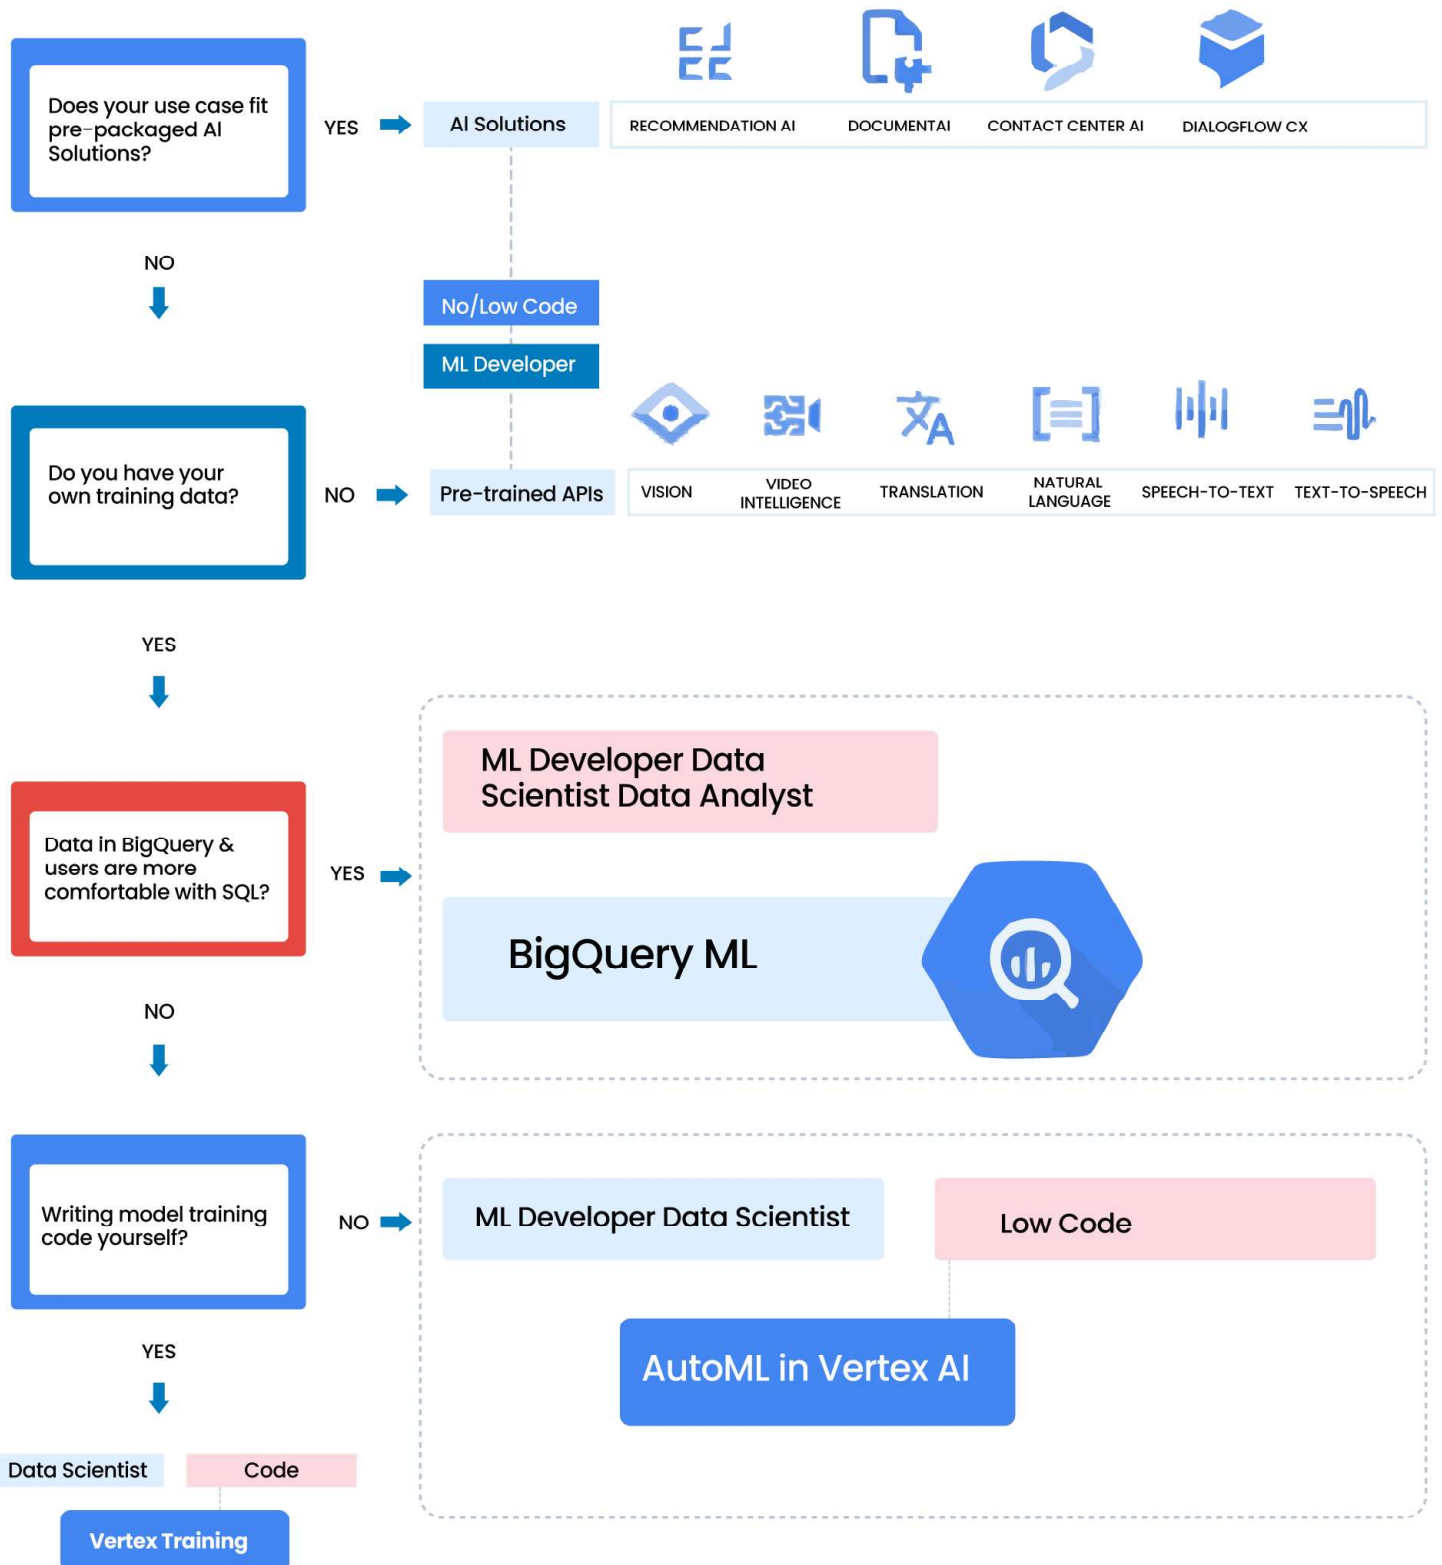 Does your use case fit
pre-packaged AI
Solutions?
YES
AI Solutions
RECOMMENDATION AI
DOCUMENTAI
CONTACT CENTER AI
DIALOGFLOW CX
NO
No/Low Code
ML Developer
Do you have your
own training data?
NO
Pre-trained APIs
VISION
VIDEO
INTELLIGENCE
TRANSLATION
NATURAL
LANGUAGE
SPEECH-TO-TEXT
TEXT-TO-SPEECH
YES
ML Developer Data
Scientist Data Analyst
Data in BigQuery &
users are more
comfortable with SQL?
YES
BigQuery ML
NO
Writing model training
code yourself?
NO
ML Developer Data Scientist
Low Code
AutoML in Vertex AI
YES
Data Scientist
Code
Vertex Training